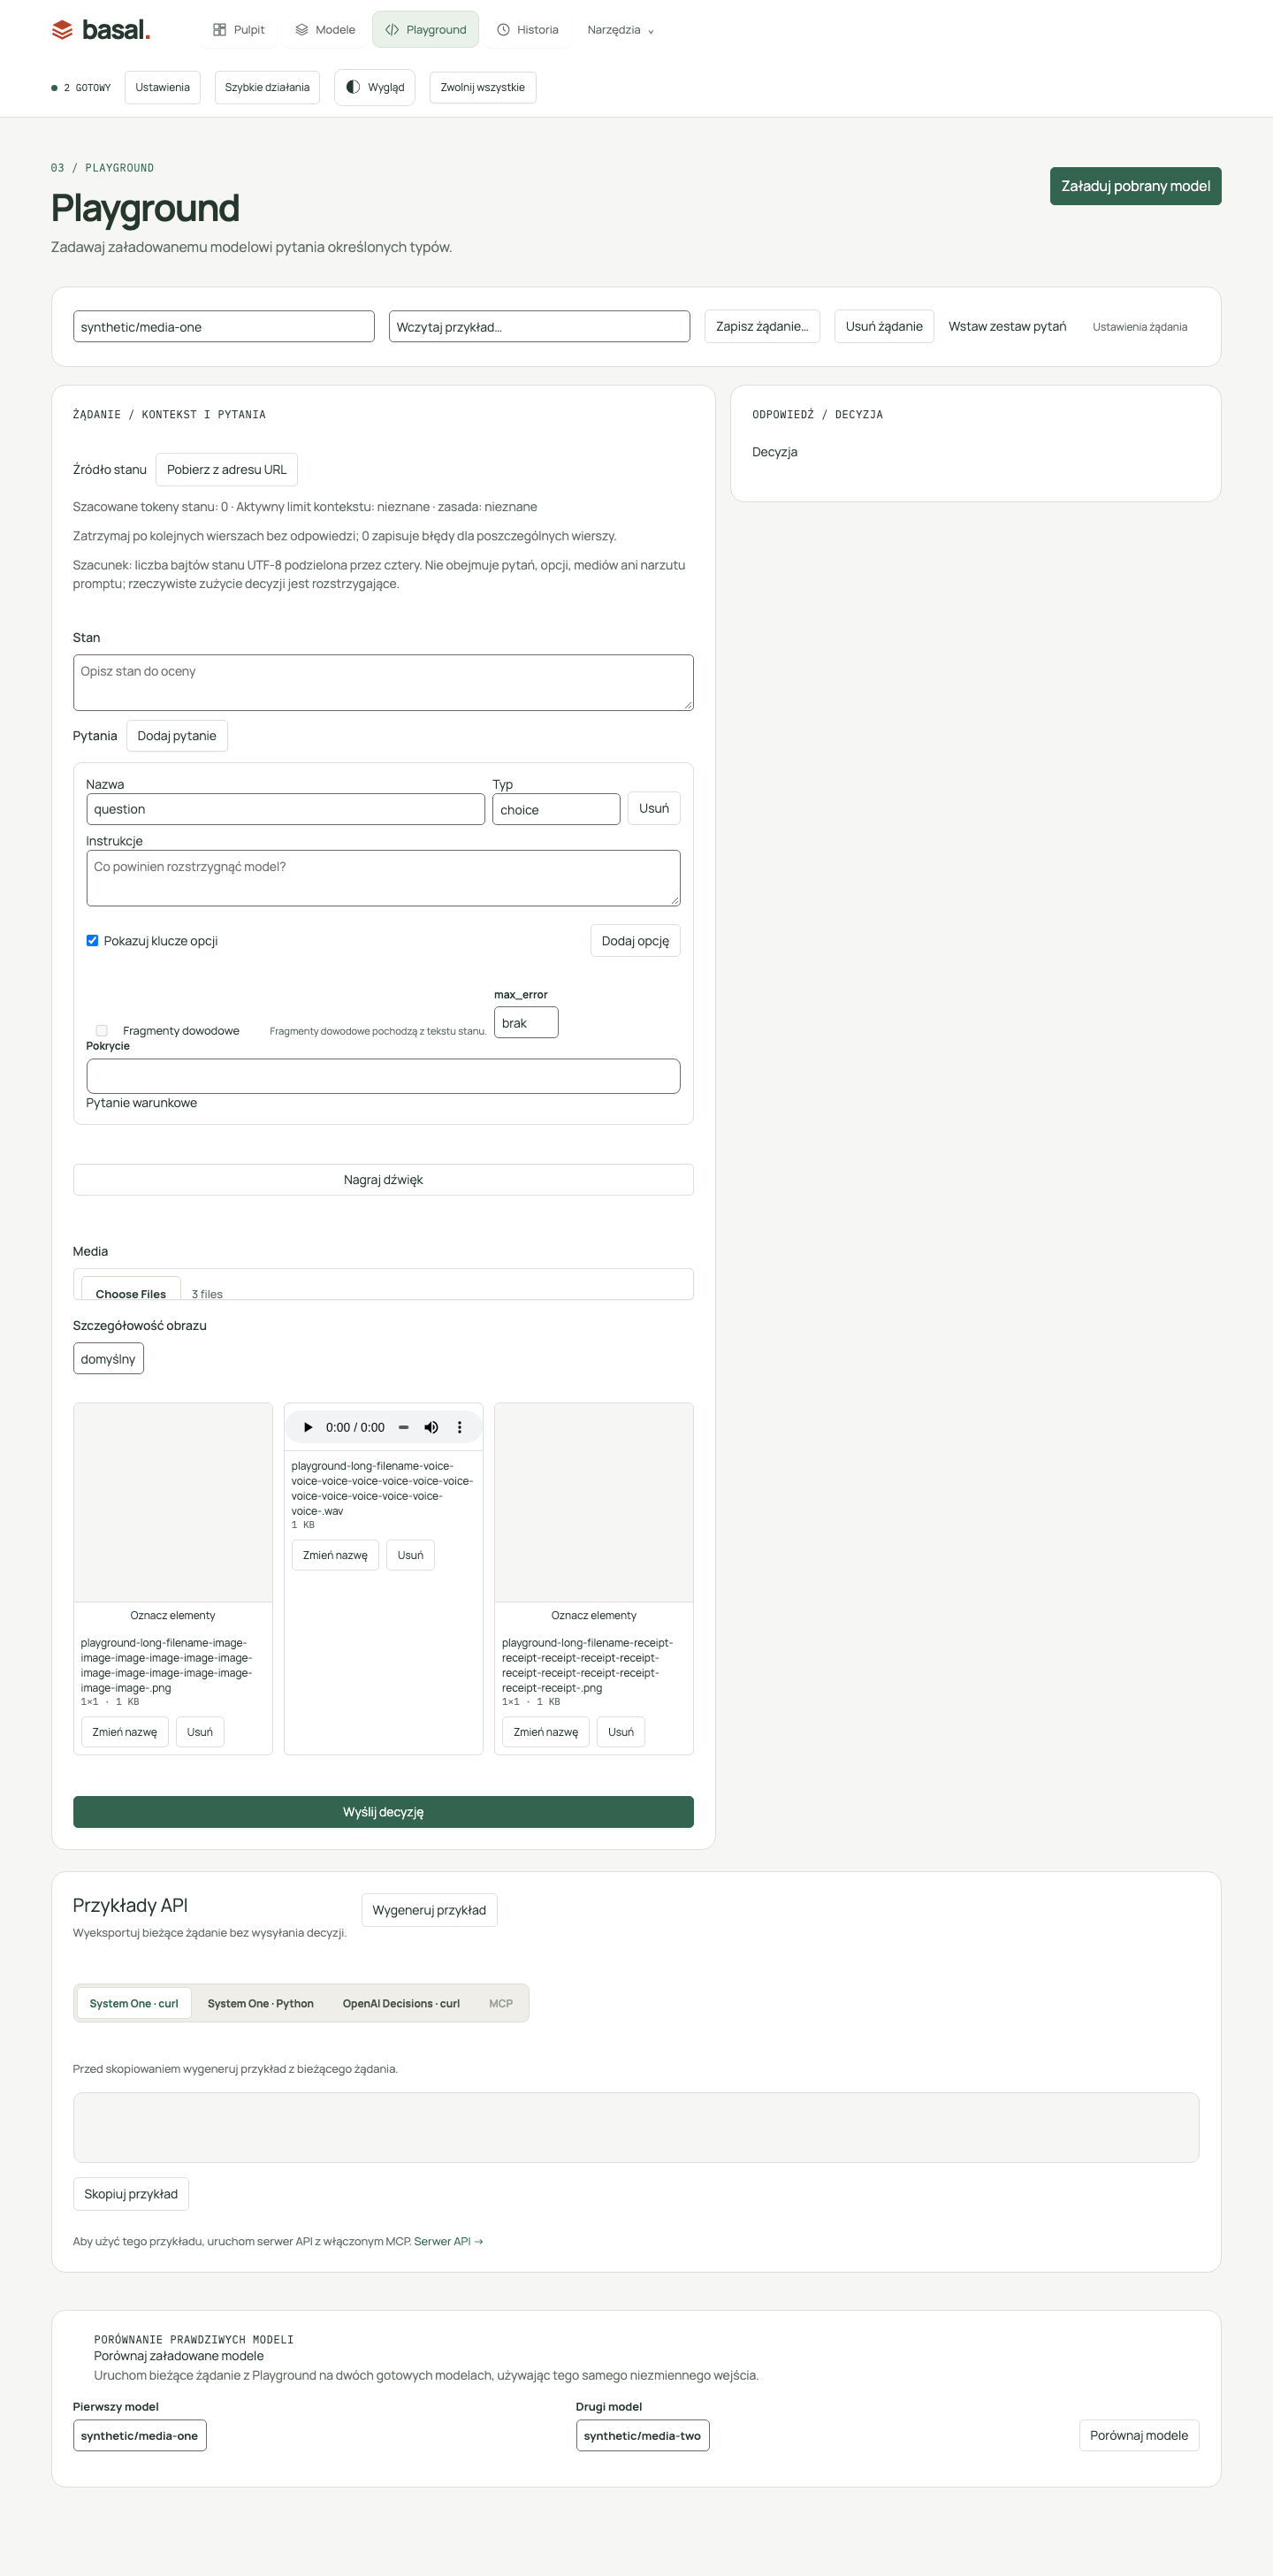 basal.
Pulpit
Modele
Playground
Historia
Narzędzia
2 GOTOWY
Ustawienia
Szybkie działania
Wygląd
Zwolnij wszystkie
03 / PLAYGROUND
Playground
Zadawaj załadowanemu modelowi pytania określonych typów.
Załaduj pobrany model
synthetic/media-one
Wczytaj przykład...
Zapisz żądanie...
Usuń żądanie
Wstaw zestaw pytań
Ustawienia żądania
ŻĄDANIE / KONTEKST I PYTANIA
Źródło stanu
Pobierz z adresu URL
Szacowane tokeny stanu: 0 · Aktywny limit kontekstu: nieznane · zasada: nieznane
Zatrzymaj po kolejnych wierszach bez odpowiedzi; 0 zapisuje błędy dla poszczególnych wierszy.
Szacunek: liczba bajtów stanu UTF-8 podzielona przez cztery. Nie obejmuje pytań, opcji, mediów ani narzutu
promptu; rzeczywiste zużycie decyzji jest rozstrzygające.
Stan
Opisz stan do oceny
Pytania
Dodaj pytanie
Nazwa
Typ
question
choice
Usuń
Instrukcje
Co powinien rozstrzygnąć model?
Pokazuj klucze opcji
Dodaj opcję
max_error
Fragmenty dowodowe
Fragmenty dowodowe pochodzą z tekstu stanu.
brak
Pokrycie
Pytanie warunkowe
Nagraj dźwięk
Media
Choose Files
3 files
Szczegółowość obrazu
domyślny
Oznacz elementy
playground-long-filename-image-
image-image-image-image-image-
image-image-image-image-image-
image-image-.png
1×1 · 1 KB
Zmień nazwę
Usuń
0:00 / 0:00
playground-long-filename-voice-
voice-voice-voice-voice-voice-voice-
voice-voice-voice-voice-voice-
voice-.wav
1 KB
Zmień nazwę
Usuń
Oznacz elementy
playground-long-filename-receipt-
receipt-receipt-receipt-receipt-
receipt-receipt-receipt-receipt-
receipt-receipt-.png
1×1 · 1 KB
Zmień nazwę
Usuń
Wyślij decyzję
ODPOWIEDŹ / DECYZJA
Decyzja
Przykłady API
Wyeksportuj bieżące żądanie bez wysyłania decyzji.
Wygeneruj przykład
System One · curl
System One · Python
OpenAI Decisions · curl
MCP
Przed skopiowaniem wygeneruj przykład z bieżącego żądania.
Skopiuj przykład
Aby użyć tego przykładu, uruchom serwer API z włączonym MCP. Serwer API →
PORÓWNANIE PRAWDZIWYCH MODELI
Porównaj załadowane modele
Uruchom bieżące żądanie z Playground na dwóch gotowych modelach, używając tego samego niezmiennego wejścia.
Pierwszy model
synthetic/media-one
Drugi model
synthetic/media-two
Porównaj modele